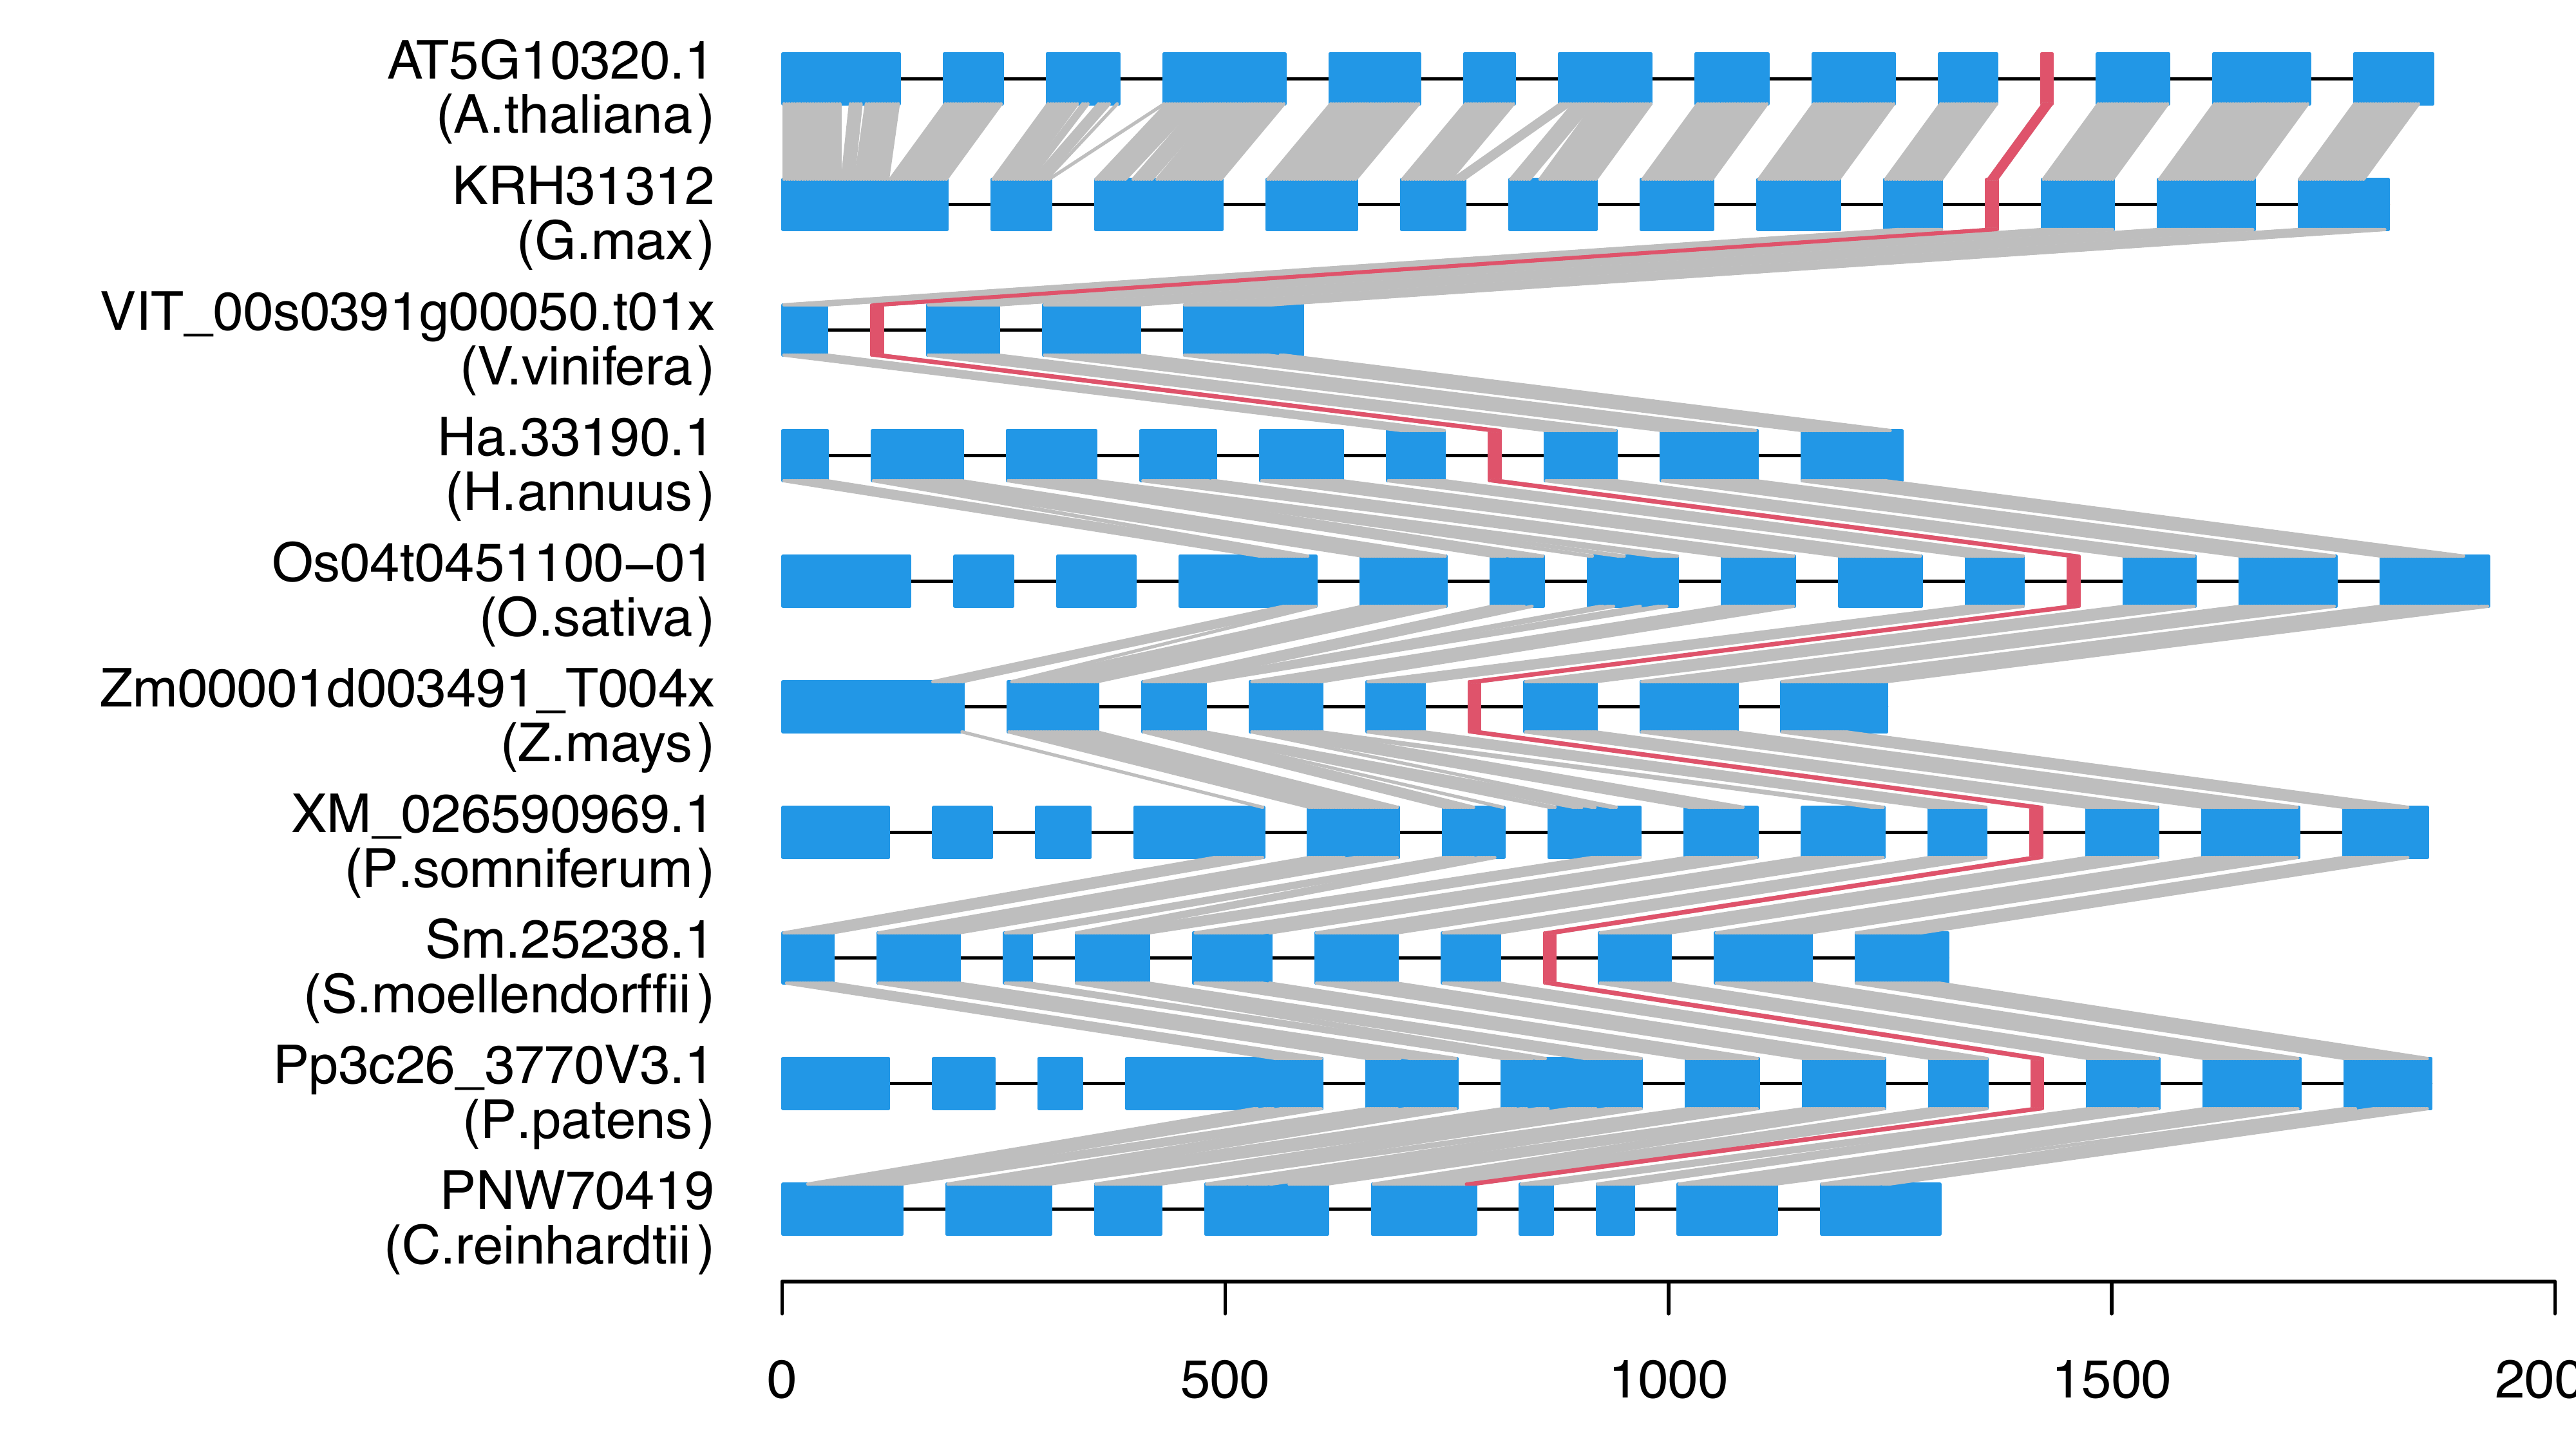 AT5G10320.1
(A.thaliana)
KRH31312
(G.max)
VIT_00s0391g00050.t01x
(V.vinifera)
Ha.33190.1
(H.annuus)
Os04t0451100−01
(O.sativa)
Zm00001d003491_T004x
(Z.mays)
XM_026590969.1
(P.somniferum)
Sm.25238.1
(S.moellendorffii)
Pp3c26_3770V3.1
(P.patens)
PNW70419
(C.reinhardtii)
0 500 1000 1500 200